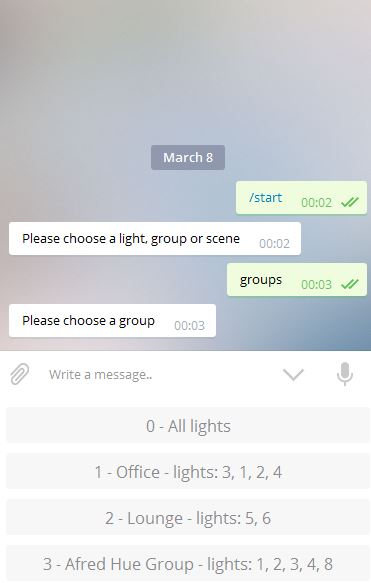 March 8
/start 00:02
Please choose a light, group or scene 00:02
groups 00:03
Please choose a group 00:03
Write a message..
0 - All lights
1 - Office - lights: 3, 1, 2, 4
2 - Lounge - lights: 5, 6
3 - Afred Hue Group - lights: 1, 2, 3, 4, 8